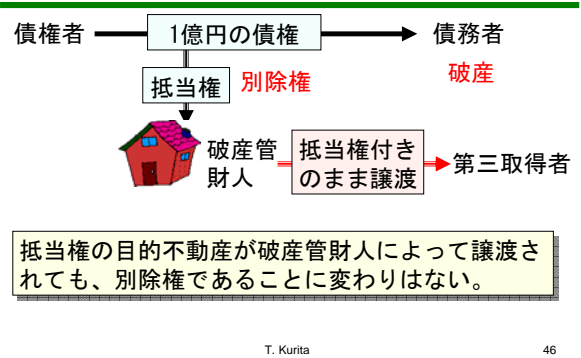 債権者 1億円の債権 債務者
抵当権 別除権 破産
破産管
財人
抵当権付き
のまま譲渡
第三取得者
抵当権の目的不動産が破産管財人によって譲渡さ
れても、別除権であることに変わりはない。
T. Kurita 46